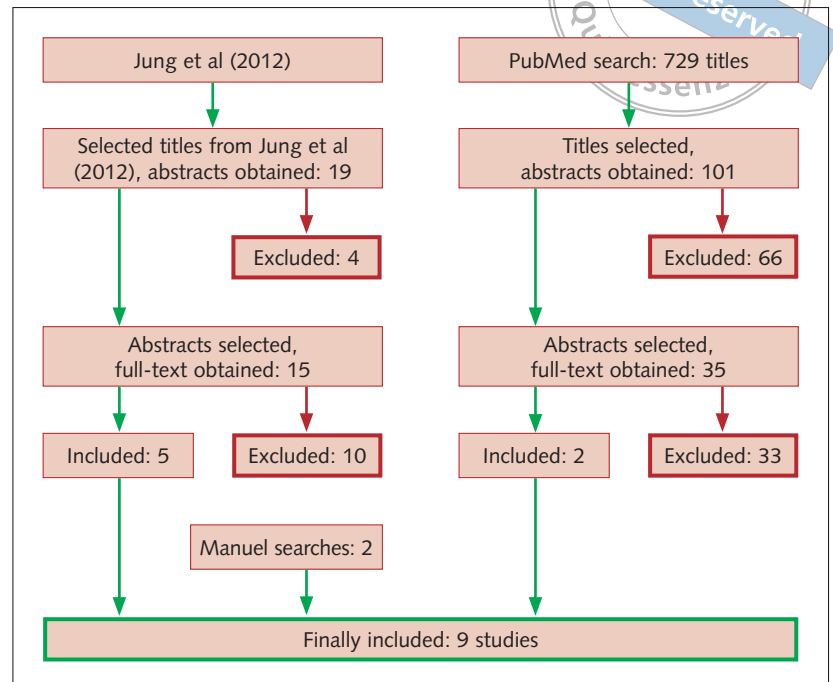 Jung et al (2012)
Selected titles from Jung et al
(2012), abstracts obtained: 19
Excluded: 4
Abstracts selected,
full-text obtained: 15
Included: 5
Excluded: 10
Manuel searches: 2
PubMed search: 729 titles
Titles selected,
abstracts obtained: 101
Excluded: 66
Abstracts selected,
full-text obtained: 35
Included: 2
Excluded: 33
Finally included: 9 studies